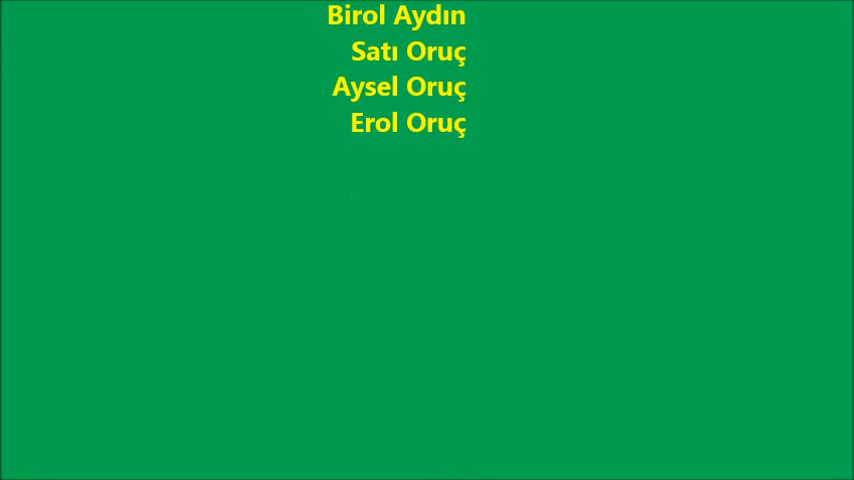 Birol Aydın
Satı Oruç
Aysel Oruç
Erol Oruç